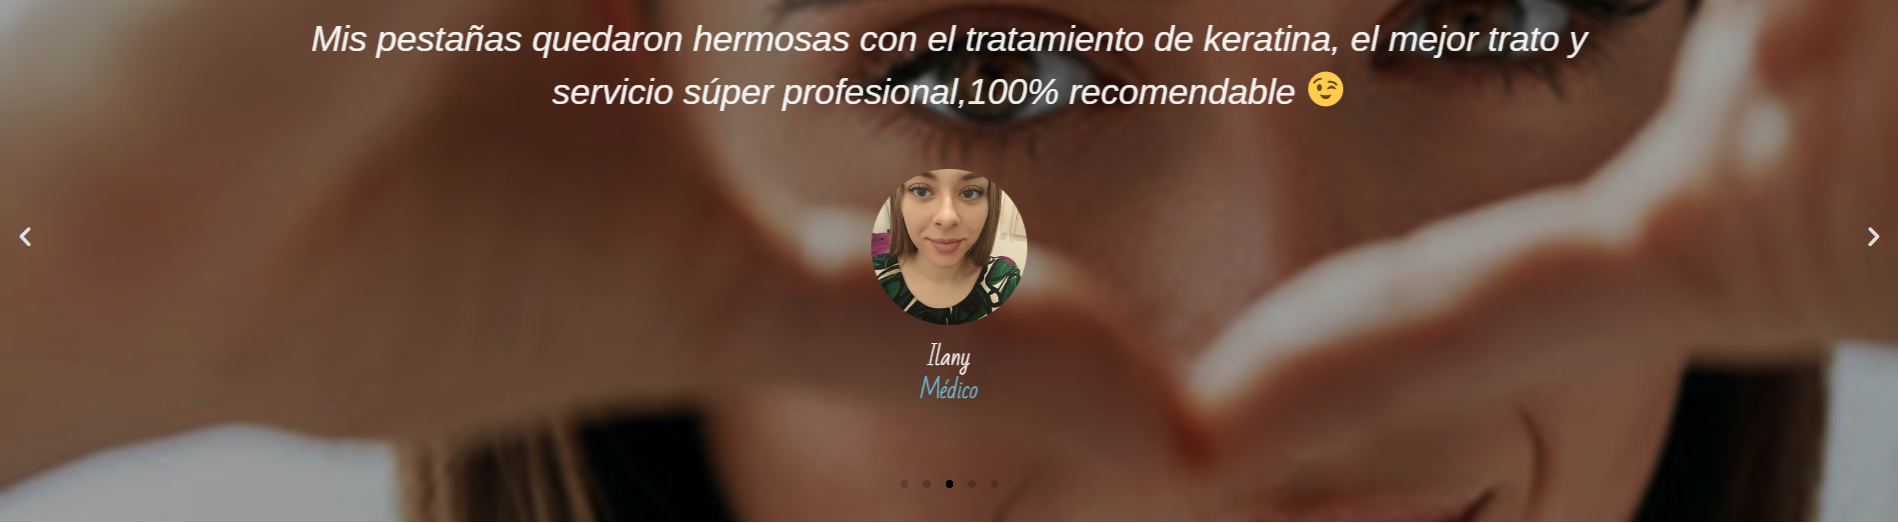 Mis pestañas quedaron hermosas con el tratamiento de keratina, el mejor trato y
servicio súper profesional,100% recomendable 😉
Ilany
Médico